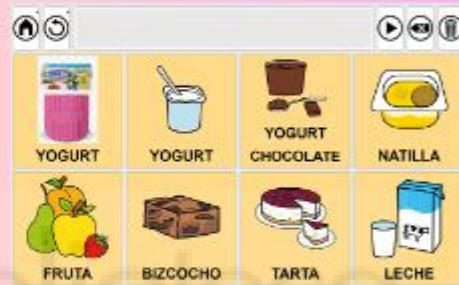 YOGURT
YOGURT
YOGURT
CHOCOLATE
NATILLA
FRUTA
BIZCOCHO
TARTA
LECHE